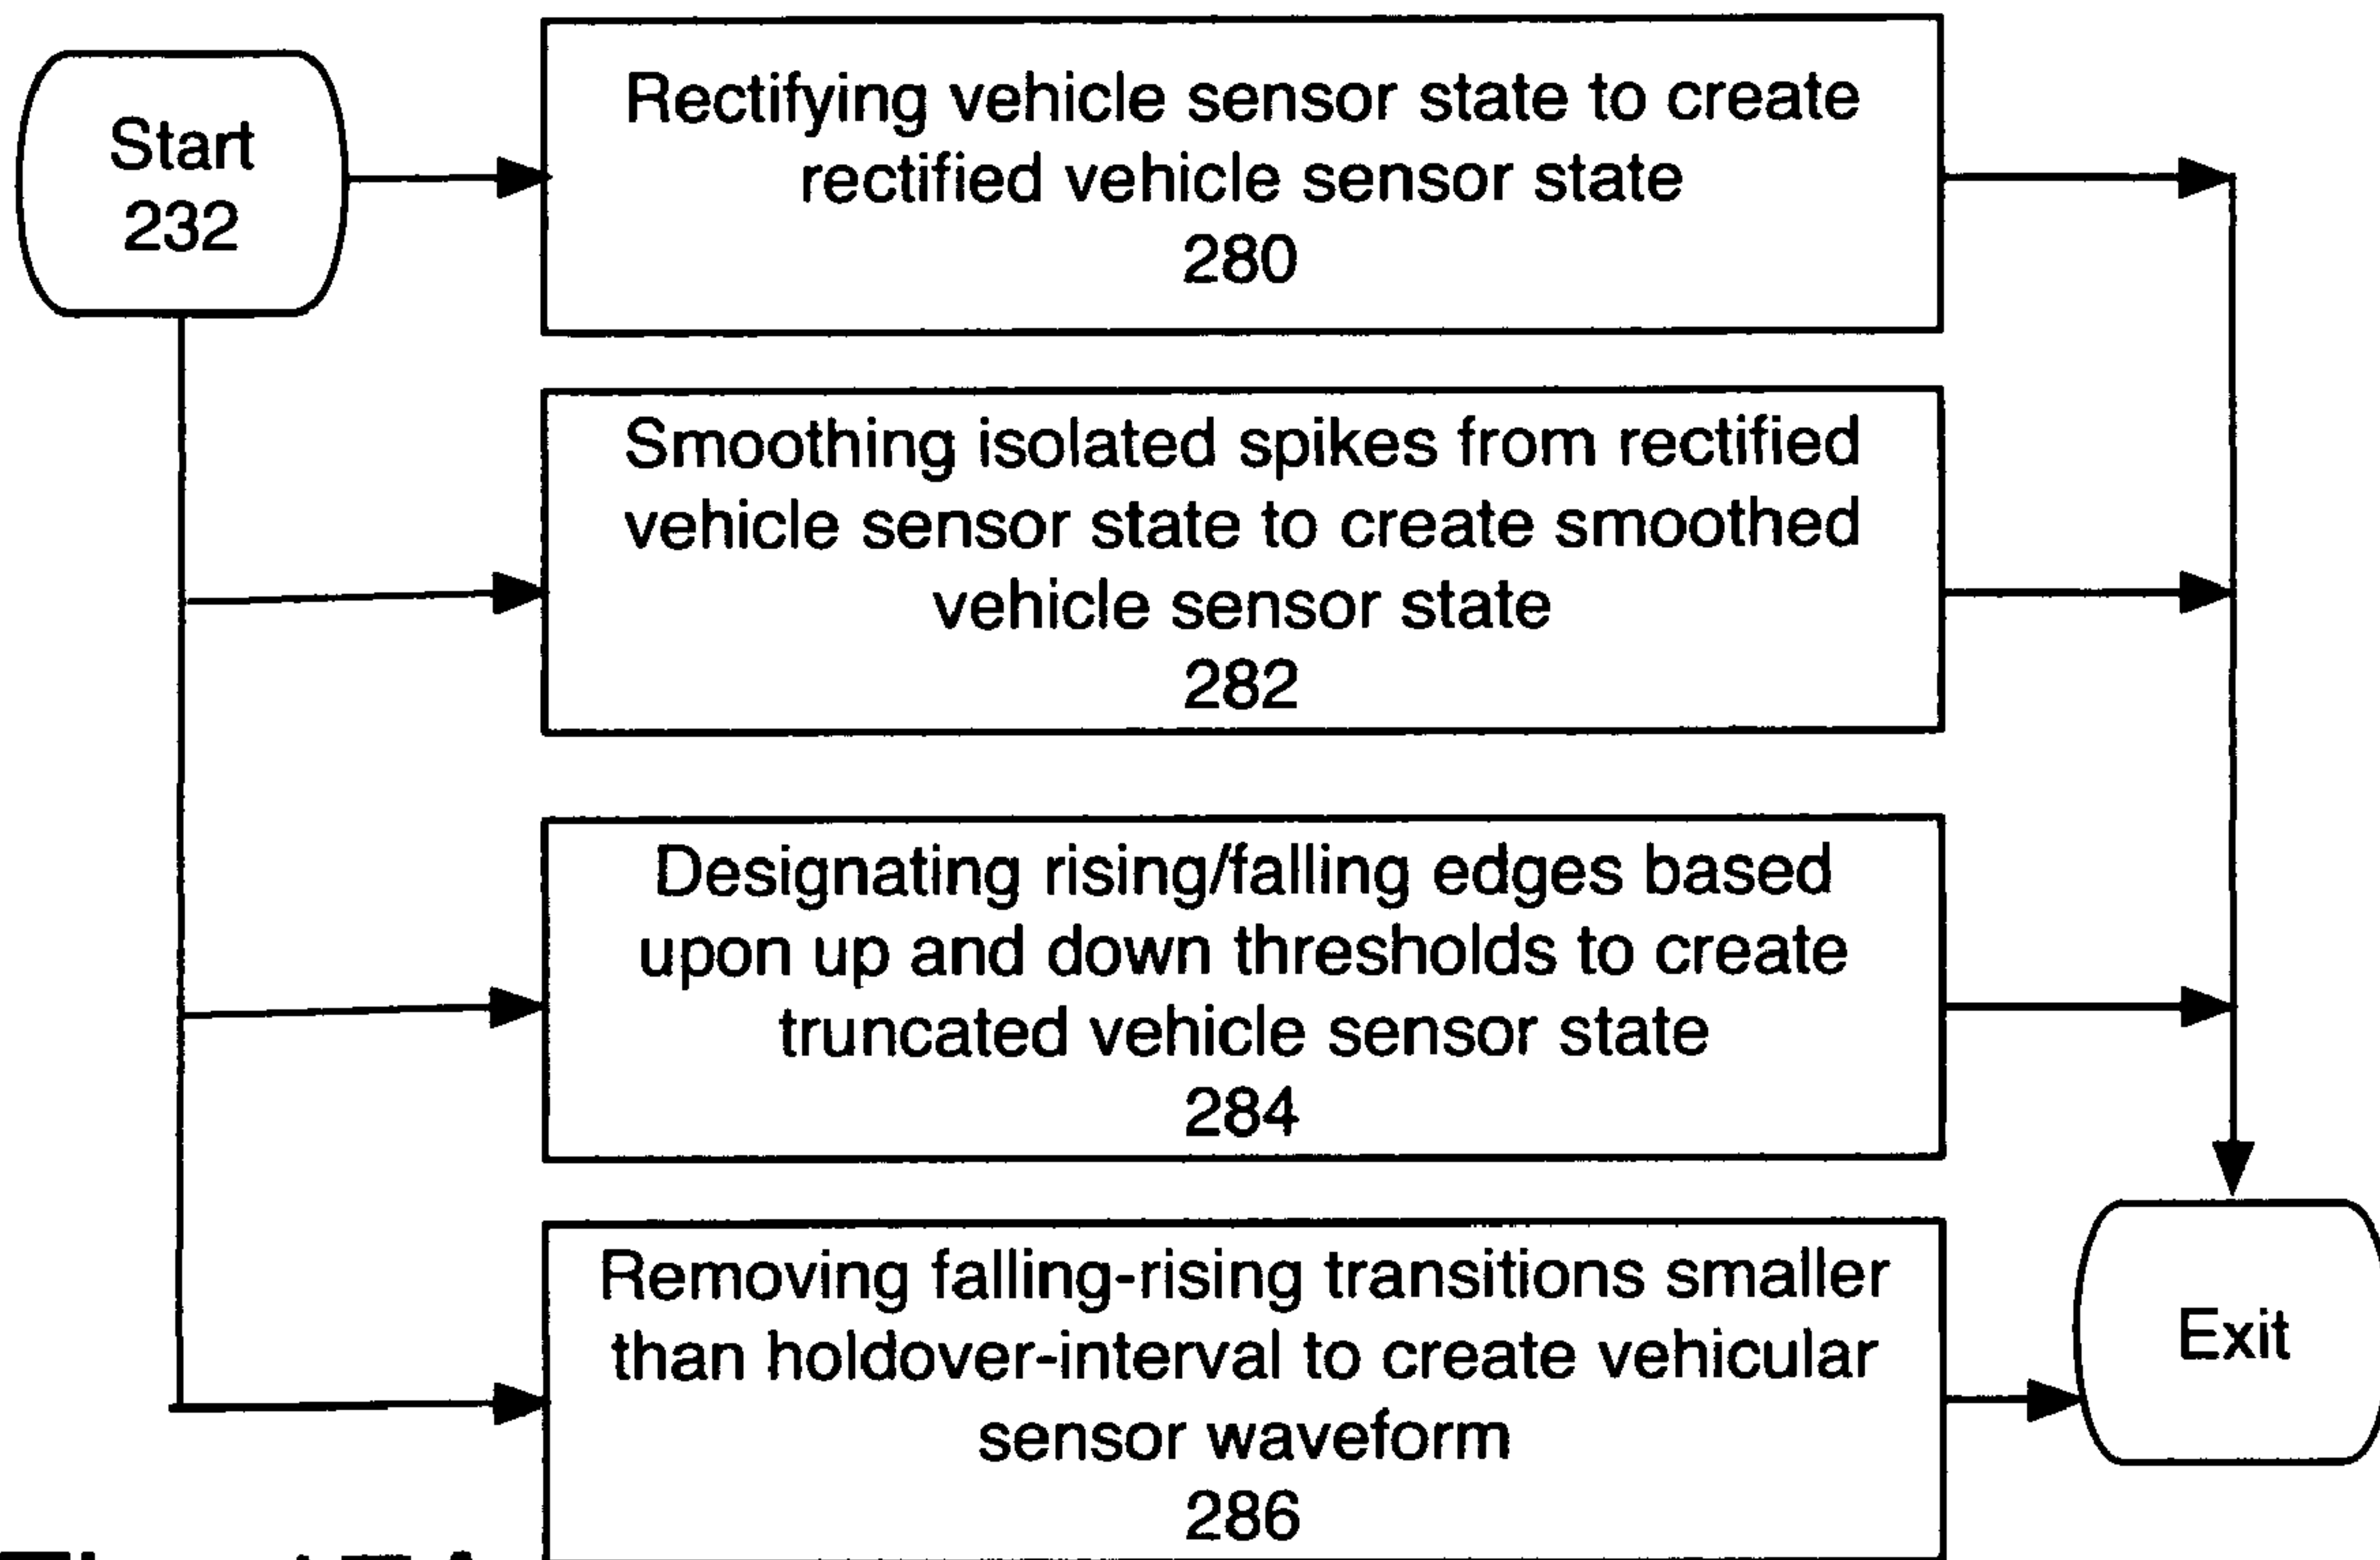 Start
232
Rectifying vehicle sensor state to create
rectified vehicle sensor state
280
Smoothing isolated spikes from rectified
vehicle sensor state to create smoothed
vehicle sensor state
282
Designating rising/falling edges based
upon up and down thresholds to create
truncated vehicle sensor state
284
Removing falling-rising transitions smaller
than holdover-interval to create vehicular
sensor waveform
286
Exit